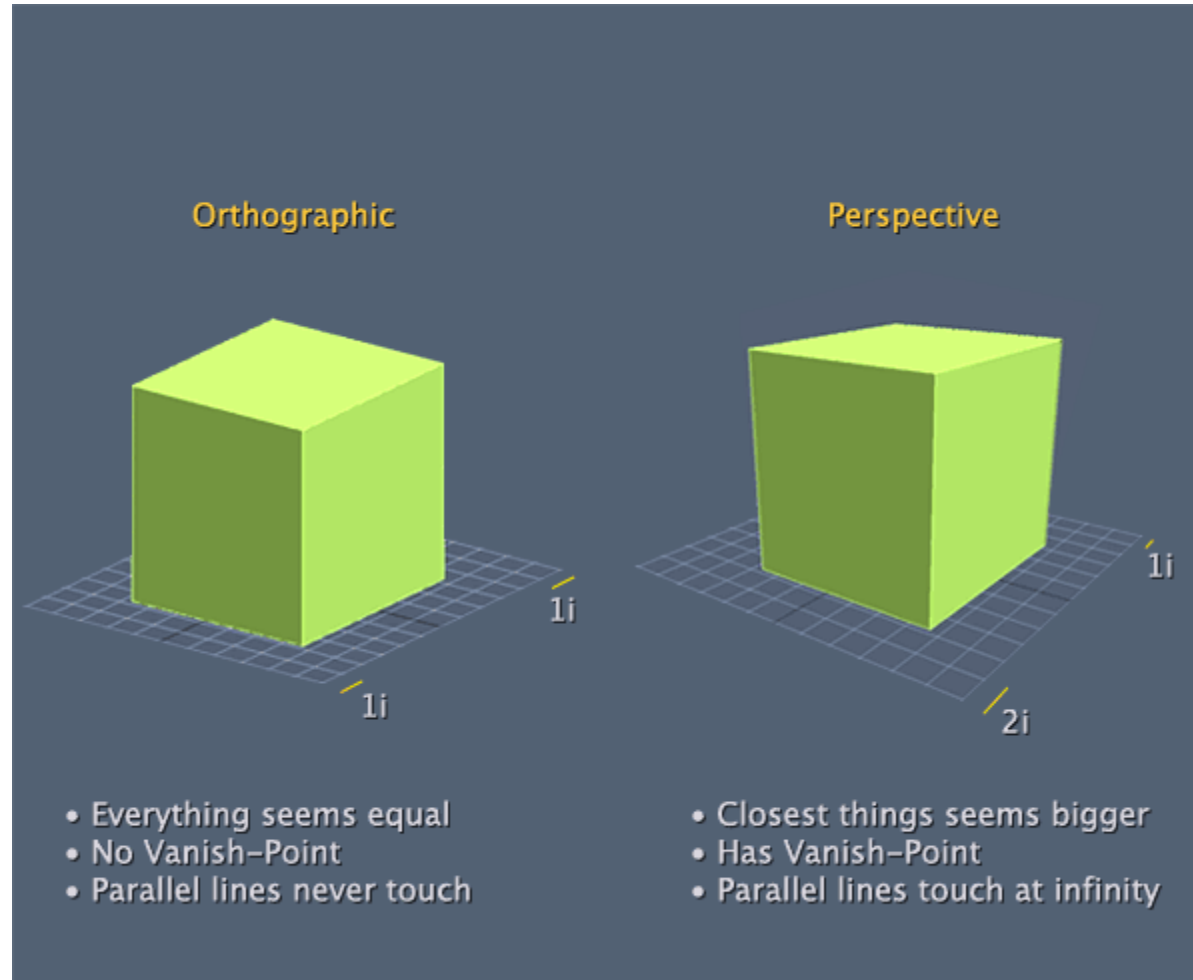 Orthographic
1i
1i
• Everything seems equal
• No Vanish-Point
• Parallel lines never touch
Perspective
1i
2i
• Closest things seems bigger
• Has Vanish-Point
• Parallel lines touch at infinity